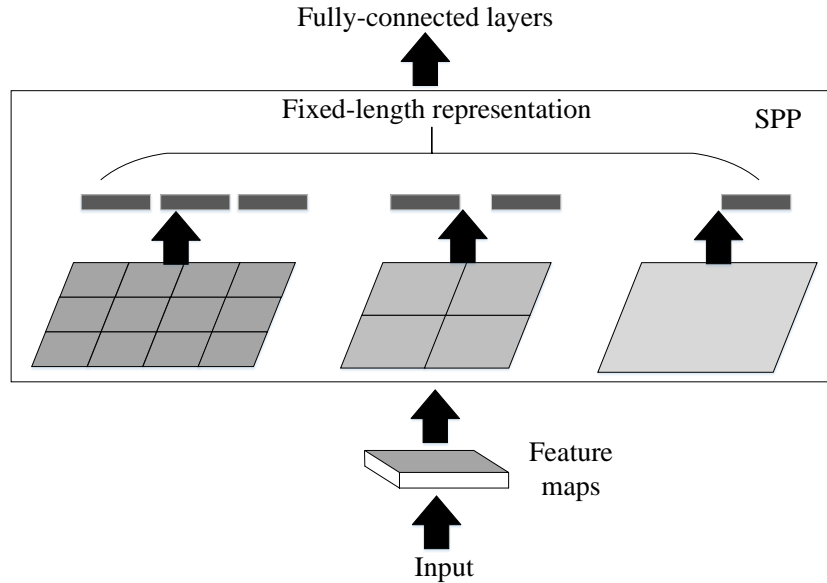 Fully-connected layers
Fixed-length representation
SPP
Feature
maps
Input